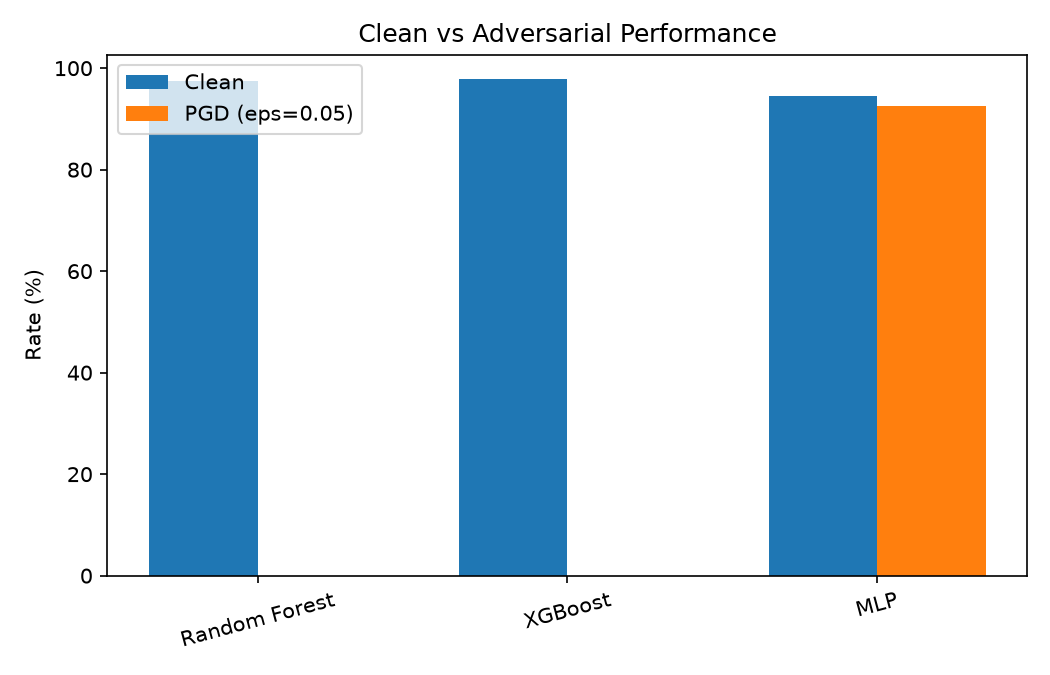 Clean vs Adversarial Performance
Clean
PGD (eps=0.05)
Rate (%)
100
80
60
40
20
0
Random Forest
XGBoost
MLP